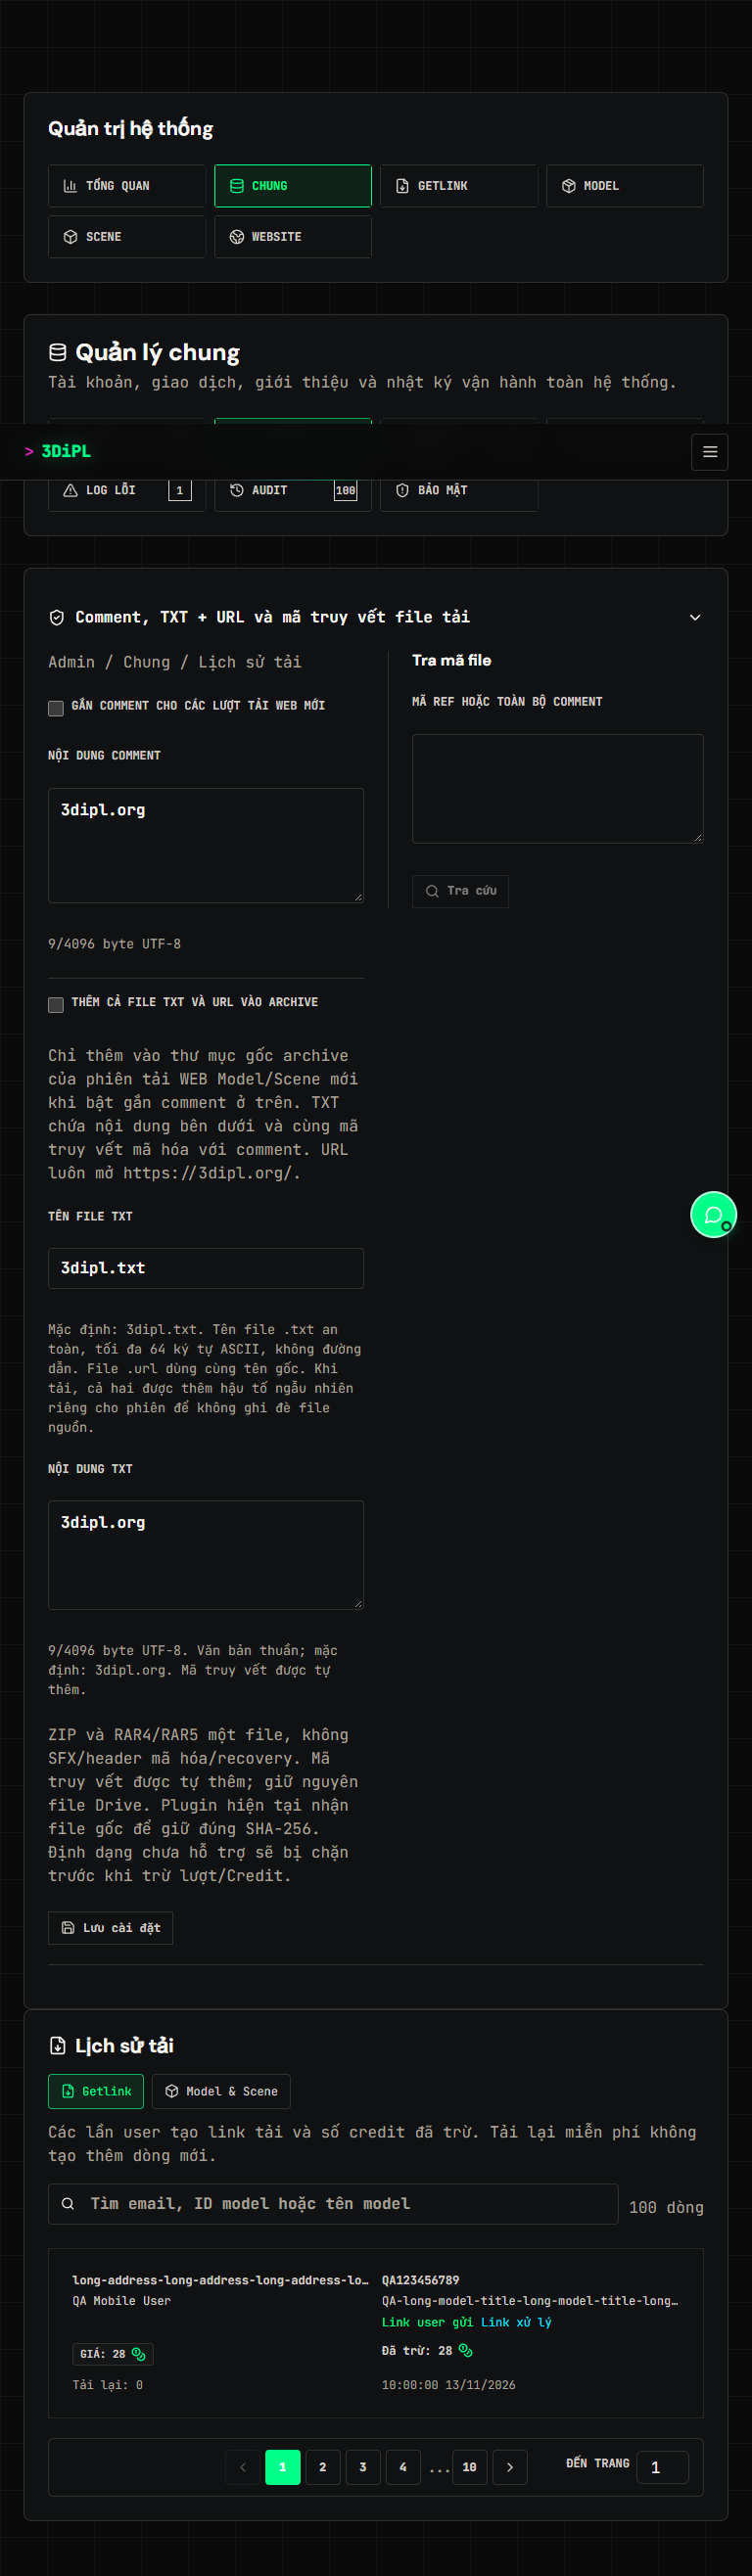 Quản trị hệ thống
TỔNG QUAN
CHUNG
GETLINK
MODEL
SCENE
WEBSITE
Quản lý chung
Tài khoản, giao dịch, giới thiệu và nhật ký vận hành toàn hệ thống.
> 3DiPL
LOG LỖI 1
AUDIT 100
BẢO MẬT
Comment, TXT + URL và mã truy vết file tải
Admin / Chung / Lịch sử tải
GẮN COMMENT CHO CÁC LƯỢT TẢI WEB MỚI
NỘI DUNG COMMENT
3dipl.org
9/4096 byte UTF-8
THÊM CẢ FILE TXT VÀ URL VÀO ARCHIVE
Chỉ thêm vào thư mục gốc archive
của phiên tải WEB Model/Scene mới
khi bật gắn comment ở trên. TXT
chứa nội dung bên dưới và cùng mã
truy vết mã hóa với comment. URL
luôn mở https://3dipl.org/.
TÊN FILE TXT
3dipl.txt
Mặc định: 3dipl.txt. Tên file .txt an
toàn, tối đa 64 ký tự ASCII, không đường
dẫn. File .url dùng cùng tên gốc. Khi
tải, cả hai được thêm hậu tố ngẫu nhiên
riêng cho phiên để không ghi đè file
nguồn.
NỘI DUNG TXT
3dipl.org
9/4096 byte UTF-8. Văn bản thuần; mặc
định: 3dipl.org. Mã truy vết được tự
thêm.
ZIP và RAR4/RAR5 một file, không
SFX/header mã hóa/recovery. Mã
truy vết được tự thêm; giữ nguyên
file Drive. Plugin hiện tại nhận
file gốc để giữ đúng SHA-256.
Định dạng chưa hỗ trợ sẽ bị chặn
trước khi trừ lượt/Credit.
Lưu cài đặt
Tra mã file
MÃ REF HOẶC TOÀN BỘ COMMENT
Tra cứu
Lịch sử tải
Getlink
Model & Scene
Các lần user tạo link tải và số credit đã trừ. Tải lại miễn phí không
tạo thêm dòng mới.
Tìm email, ID model hoặc tên model
100 dòng
long-address-long-address-long-address-lo…
QA Mobile User
GIÁ: 28
Tải lại: 0
QA123456789
QA-long-model-title-long-model-title-long…
Link user gửi Link xử lý
Đã trừ: 28
10:00:00 13/11/2026
1 2 3 4 ... 10
ĐẾN TRANG 1